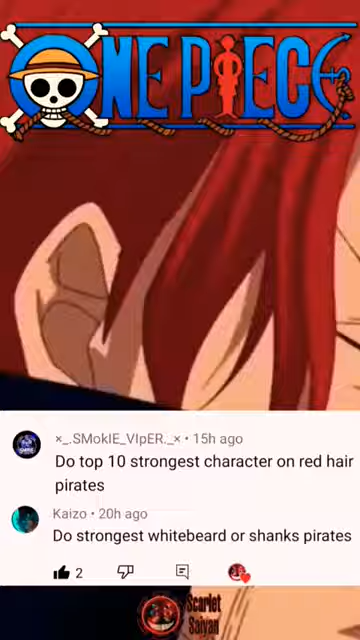 ONE PIECE
×_.SMokIE_VIpER._× • 15h ago
Do top 10 strongest character on red hair
pirates
Kaizo • 20h ago
Do strongest whitebeard or shanks pirates
2
Scarlet
Saiyan